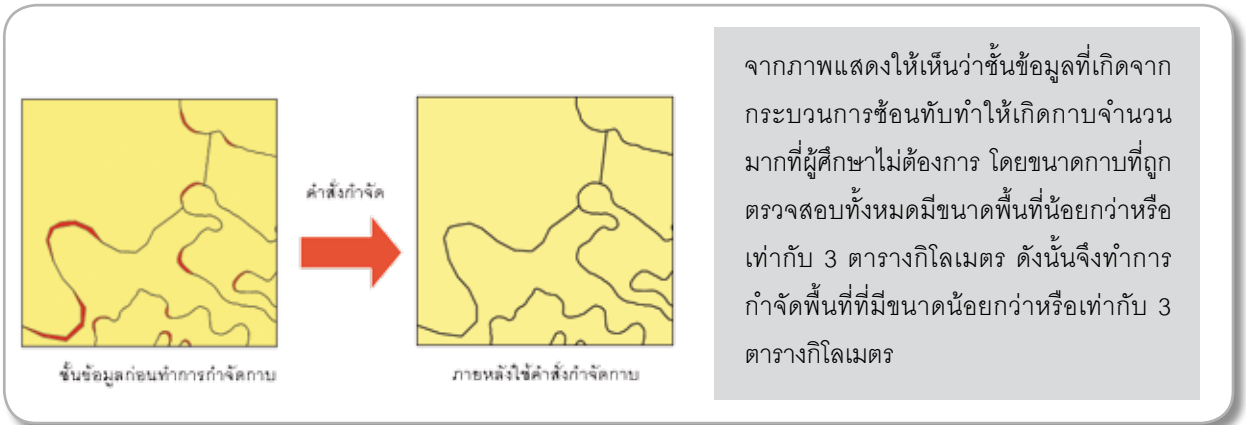 คำสั่งกำจัด
ชั้นข้อมูลก่อนทำการกำจัดกาบ
ภายหลังใช้คำสั่งกำจัดกาบ
จากภาพแสดงให้เห็นว่าชั้นข้อมูลที่เกิดจาก
กระบวนการซ้อนทับทำให้เกิดกาบจำนวน
มากที่ผู้ศึกษาไม่ต้องการ โดยขนาดกาบที่ถูก
ตรวจสอบทั้งหมดมีขนาดพื้นที่น้อยกว่าหรือ
เท่ากับ 3 ตารางกิโลเมตร ดังนั้นจึงทำการ
กำจัดพื้นที่ที่มีขนาดน้อยกว่าหรือเท่ากับ 3
ตารางกิโลเมตร